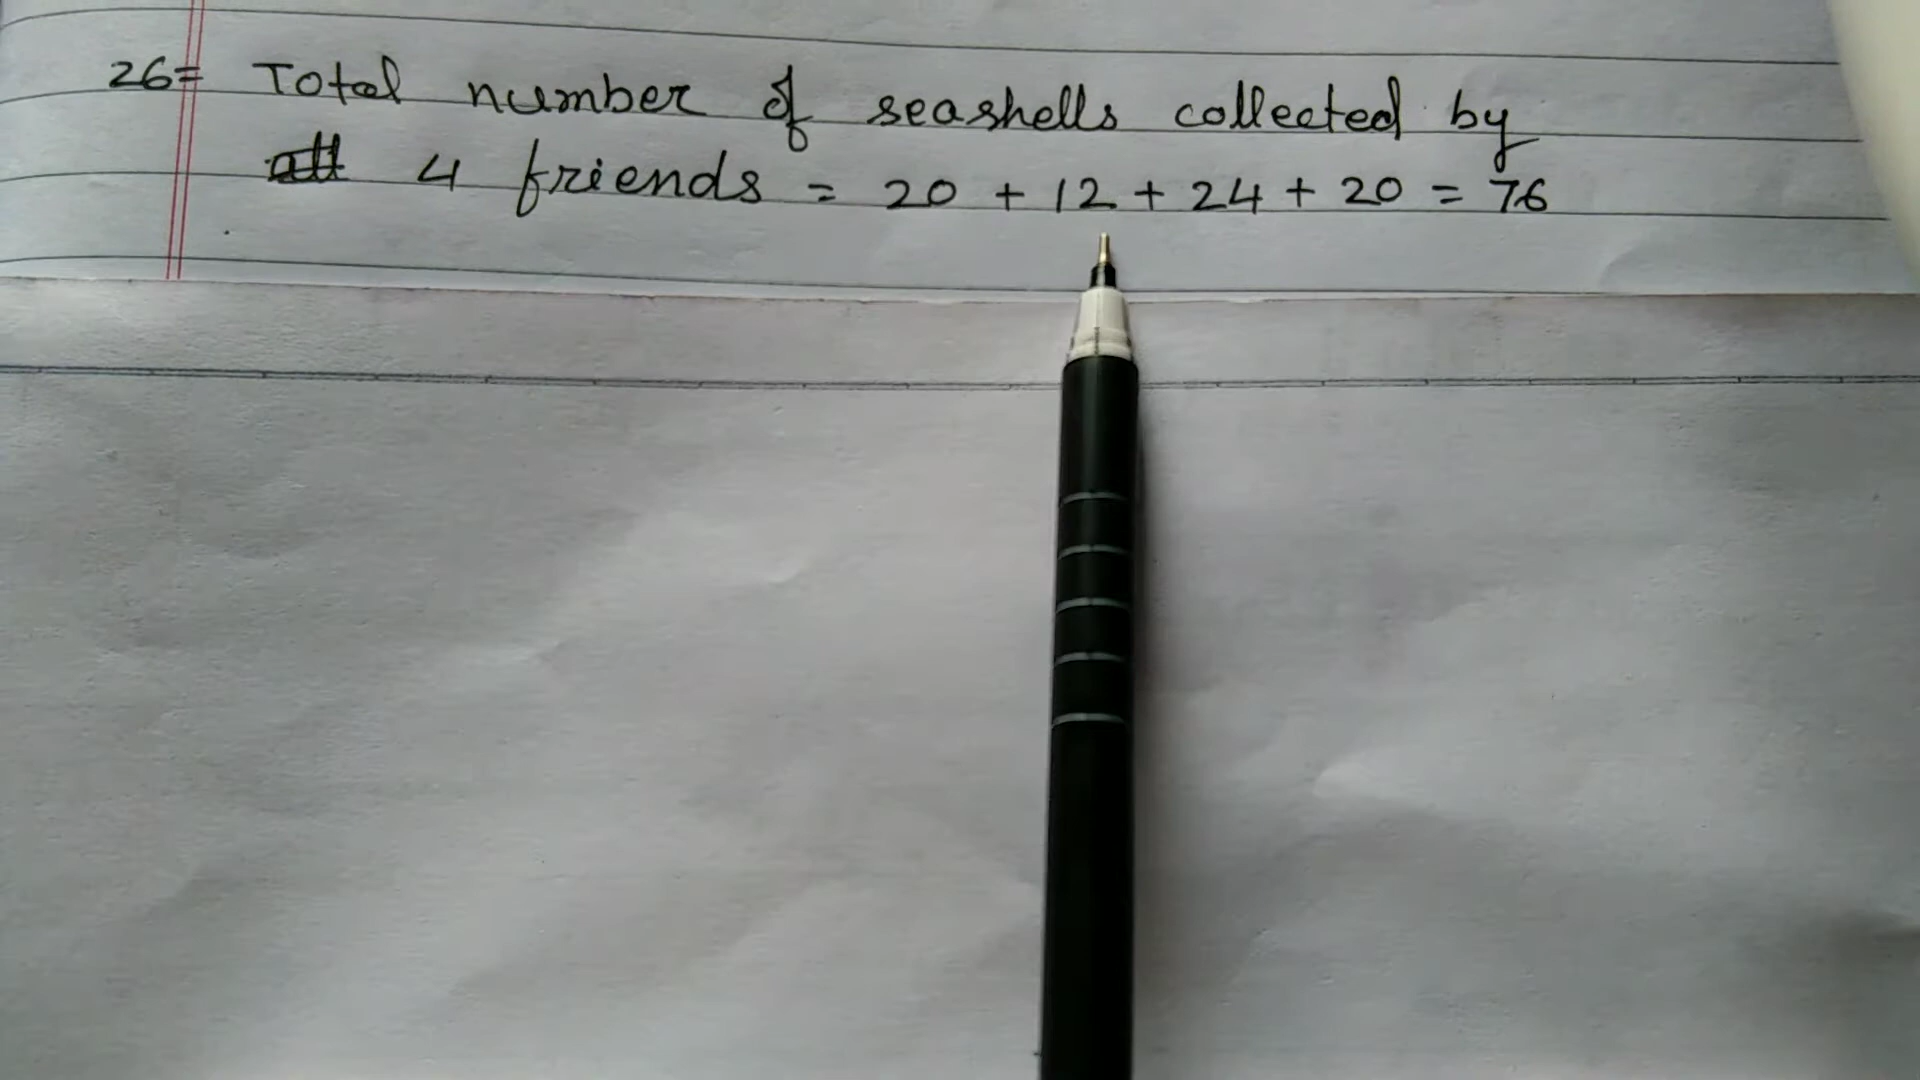 26= Total number of seashells collected by
4 friends = 20 + 12 + 24 + 20 = 76